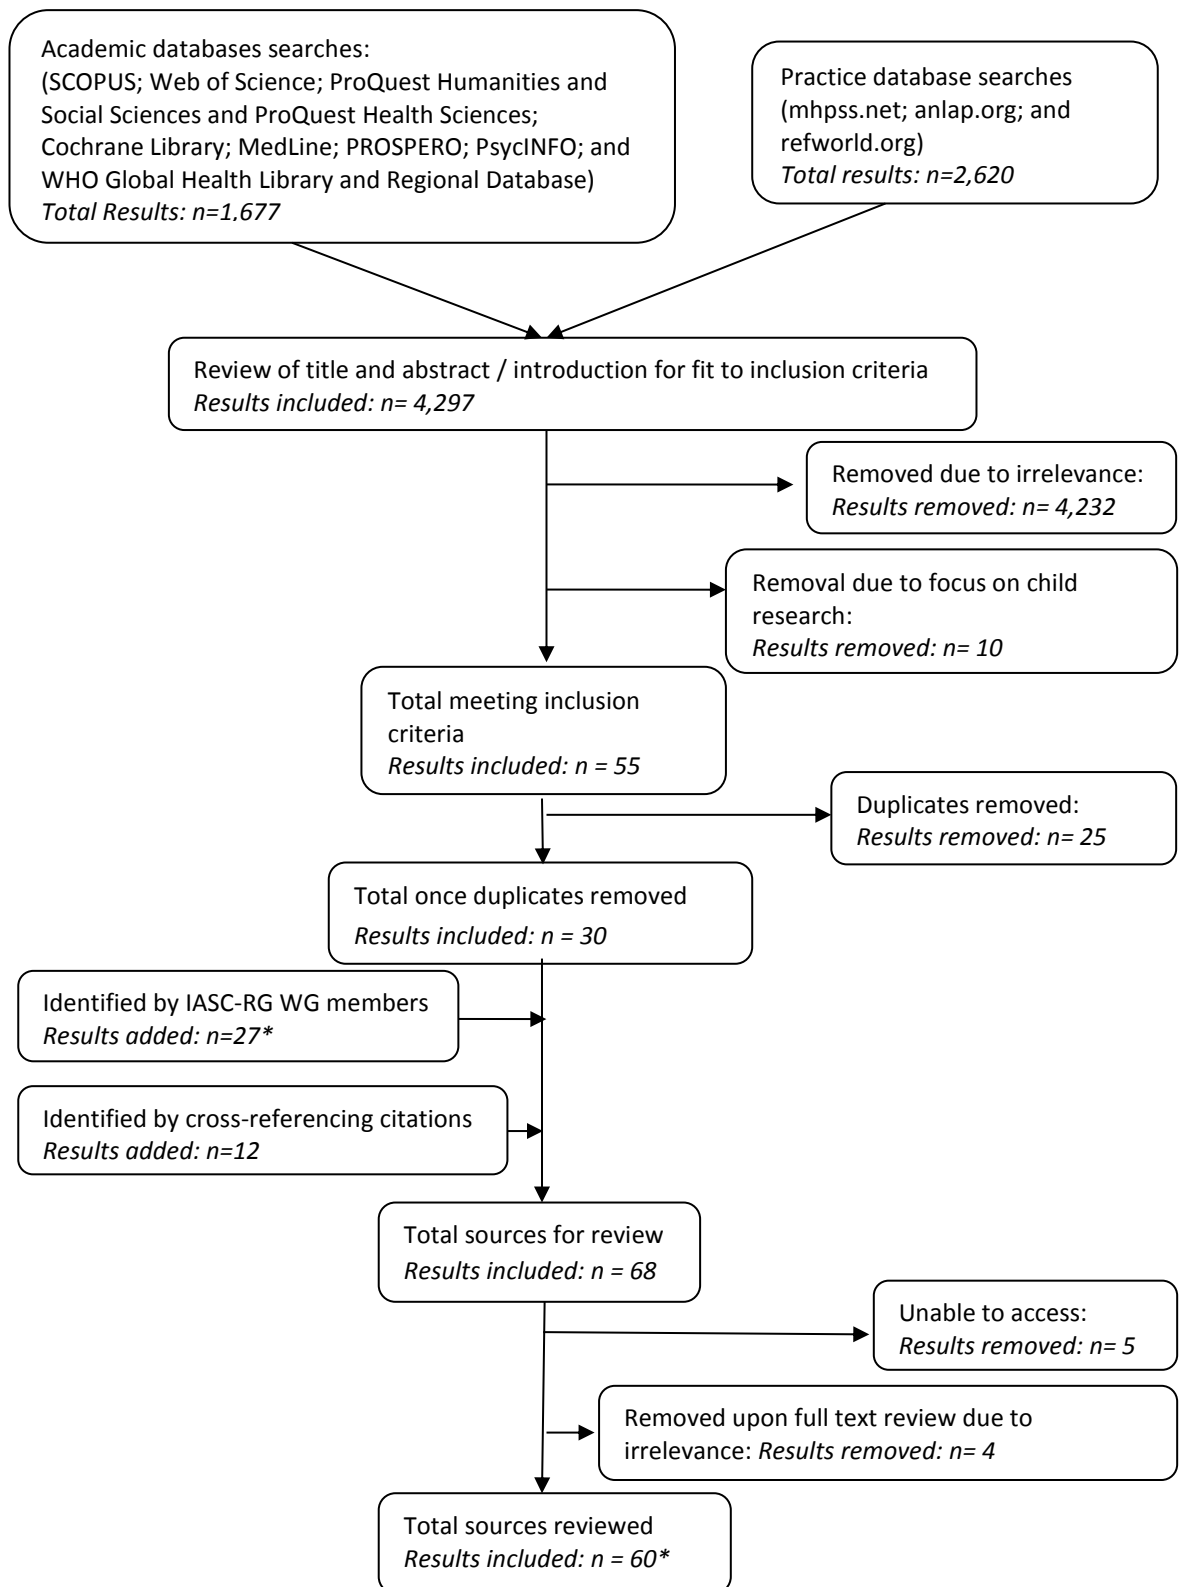 Academic databases searches:
(SCOPUS; Web of Science; ProQuest Humanities and
Social Sciences and ProQuest Health Sciences;
Cochrane Library; MedLine; PROSPERO; PsycINFO; and
WHO Global Health Library and Regional Database)
Total Results: n=1,677
Practice database searches
(mhpss.net; anlap.org; and
refworld.org)
Total results: n=2,620
Review of title and abstract / introduction for fit to inclusion criteria
Results included: n= 4,297
Removed due to irrelevance:
Results removed: n= 4,232
Removal due to focus on child
research:
Results removed: n= 10
Total meeting inclusion
criteria
Results included: n = 55
Duplicates removed:
Results removed: n= 25
Total once duplicates removed
Results included: n = 30
Identified by IASC-RG WG members
Results added: n=27*
Identified by cross-referencing citations
Results added: n=12
Total sources for review
Results included: n = 68
Unable to access:
Results removed: n= 5
Removed upon full text review due to
irrelevance: Results removed: n= 4
Total sources reviewed
Results included: n = 60*